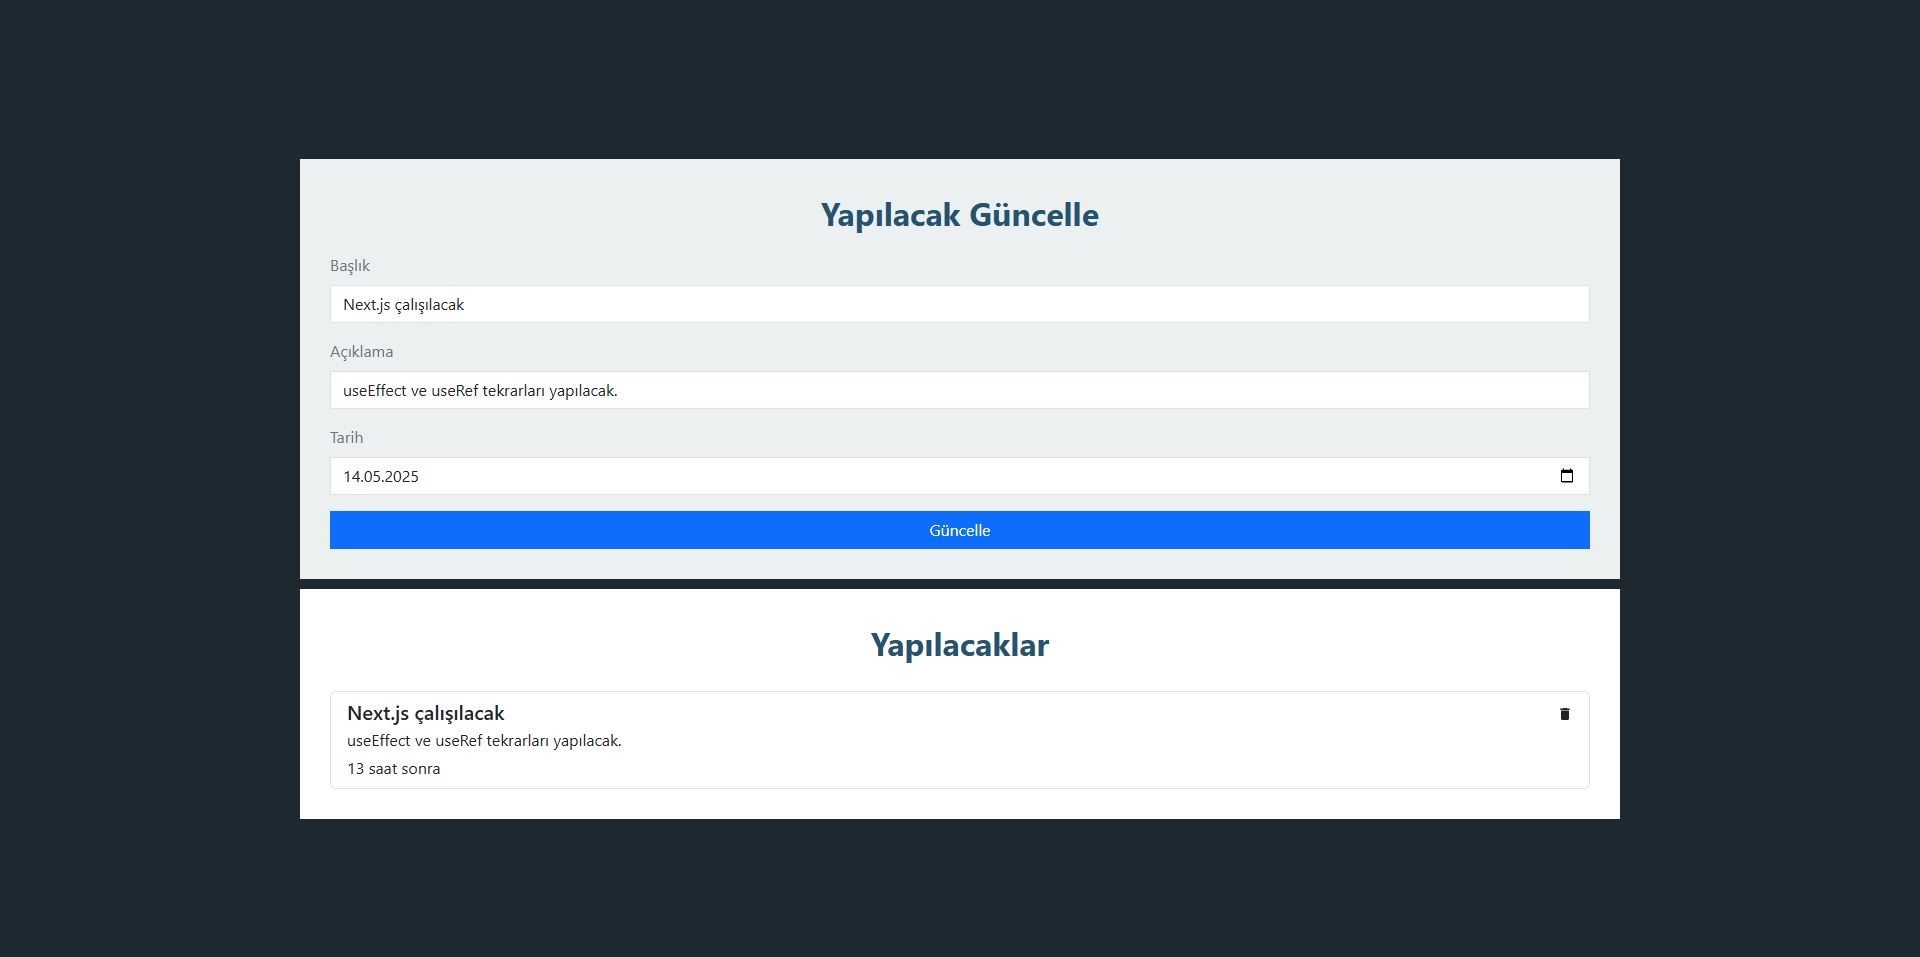 Yapılacak Güncelle
Başlık
Next.js çalışılacak
Açıklama
useEffect ve useRef tekrarları yapılacak.
Tarih
14.05.2025
Güncelle
Yapılacaklar
Next.js çalışılacak
useEffect ve useRef tekrarları yapılacak.
13 saat sonra